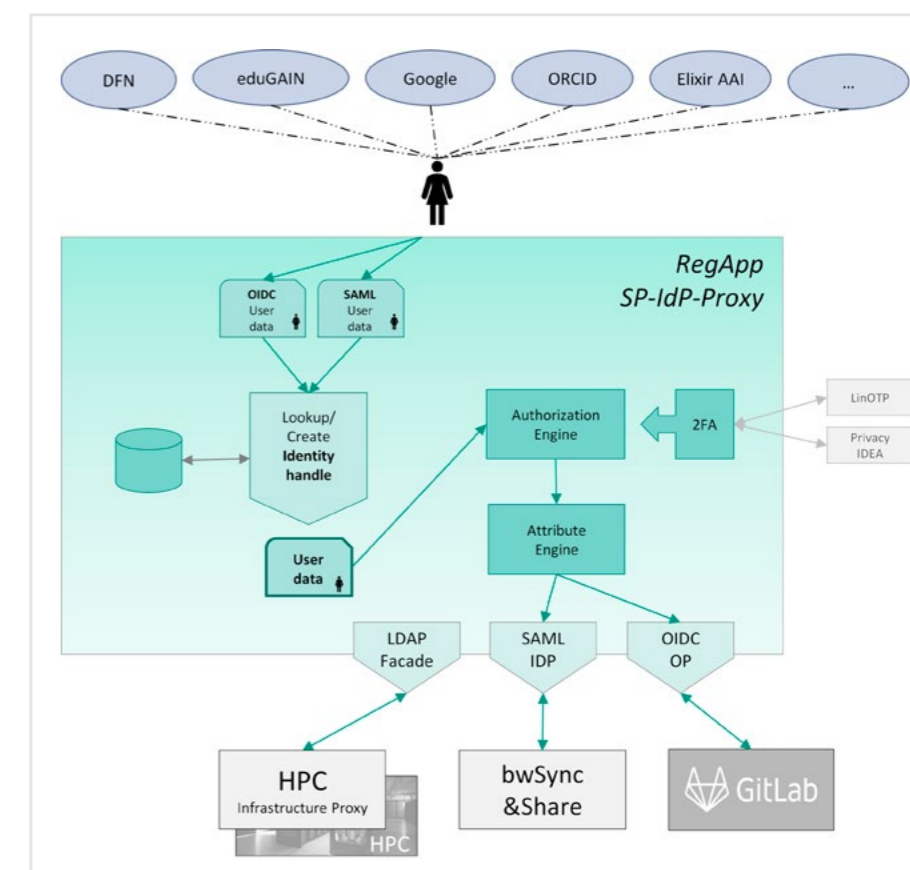 DFN
eduGAIN
Google
ORCID
Elixir AAI
...
RegApp
SP-IdP-Proxy
OIDC
User
data
SAML
User
data
Lookup/
Create
Identity
handle
Authorization
Engine
2FA
LinOTP
Privacy
IDEA
User
data
Attribute
Engine
LDAP
Facade
SAML
IDP
OIDC
OP
HPC
Infrastructure Proxy
HPC
bwSync
&Share
GitLab